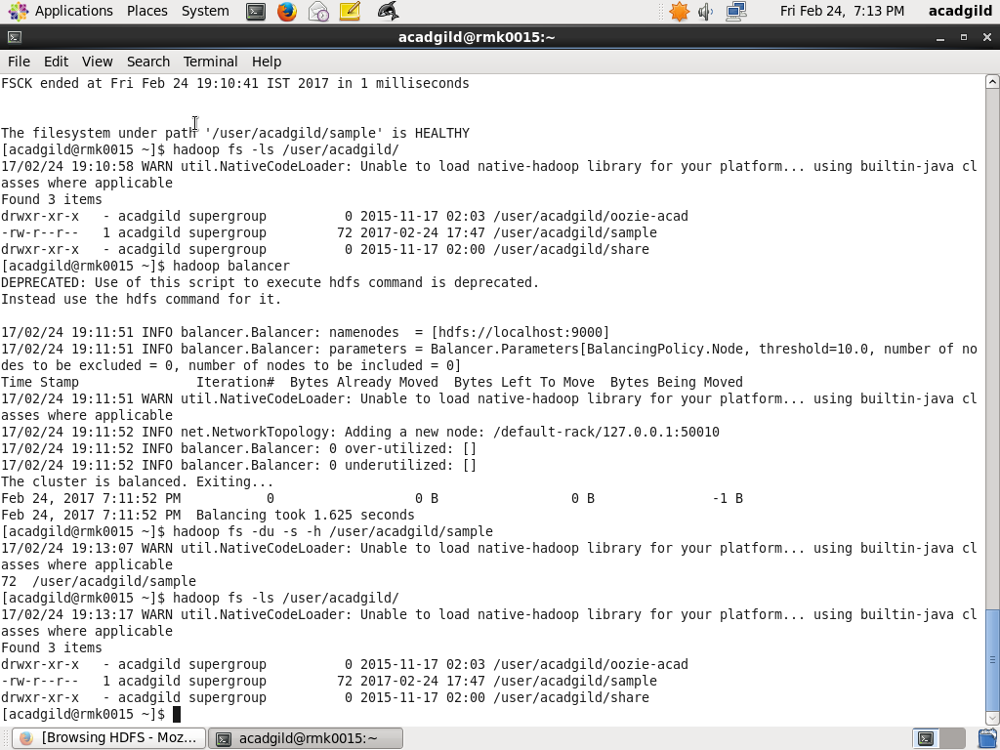 Applications Places System Fri Feb 24, 7:13 PM acadgild
acadgild@rmk0015:~
File Edit View Search Terminal Help
FSCK ended at Fri Feb 24 19:10:41 IST 2017 in 1 milliseconds
The filesystem under path '/user/acadgild/sample' is HEALTHY
[acadgild@rmk0015 ~]$ hadoop fs -ls /user/acadgild/
17/02/24 19:10:58 WARN util.NativeCodeLoader: Unable to load native-hadoop library for your platform... using builtin-java cl
asses where applicable
Found 3 items
drwxr-xr-x   - acadgild supergroup          0 2015-11-17 02:03 /user/acadgild/oozie-acad
-rw-r--r--   1 acadgild supergroup         72 2017-02-24 17:47 /user/acadgild/sample
drwxr-xr-x   - acadgild supergroup          0 2015-11-17 02:00 /user/acadgild/share
[acadgild@rmk0015 ~]$ hadoop balancer
DEPRECATED: Use of this script to execute hdfs command is deprecated.
Instead use the hdfs command for it.
17/02/24 19:11:51 INFO balancer.Balancer: namenodes  = [hdfs://localhost:9000]
17/02/24 19:11:51 INFO balancer.Balancer: parameters = Balancer.Parameters[BalancingPolicy.Node, threshold=10.0, number of no
des to be excluded = 0, number of nodes to be included = 0]
Time Stamp               Iteration#  Bytes Already Moved  Bytes Left To Move  Bytes Being Moved
17/02/24 19:11:51 WARN util.NativeCodeLoader: Unable to load native-hadoop library for your platform... using builtin-java cl
asses where applicable
17/02/24 19:11:52 INFO net.NetworkTopology: Adding a new node: /default-rack/127.0.0.1:50010
17/02/24 19:11:52 INFO balancer.Balancer: 0 over-utilized: []
17/02/24 19:11:52 INFO balancer.Balancer: 0 underutilized: []
The cluster is balanced. Exiting...
Feb 24, 2017 7:11:52 PM           0                  0 B                 0 B               -1 B
Feb 24, 2017 7:11:52 PM  Balancing took 1.625 seconds
[acadgild@rmk0015 ~]$ hadoop fs -du -s -h /user/acadgild/sample
17/02/24 19:13:07 WARN util.NativeCodeLoader: Unable to load native-hadoop library for your platform... using builtin-java cl
asses where applicable
72  /user/acadgild/sample
[acadgild@rmk0015 ~]$ hadoop fs -ls /user/acadgild/
17/02/24 19:13:17 WARN util.NativeCodeLoader: Unable to load native-hadoop library for your platform... using builtin-java cl
asses where applicable
Found 3 items
drwxr-xr-x   - acadgild supergroup          0 2015-11-17 02:03 /user/acadgild/oozie-acad
-rw-r--r--   1 acadgild supergroup         72 2017-02-24 17:47 /user/acadgild/sample
drwxr-xr-x   - acadgild supergroup          0 2015-11-17 02:00 /user/acadgild/share
[acadgild@rmk0015 ~]$
[Browsing HDFS - Moz... acadgild@rmk0015:~